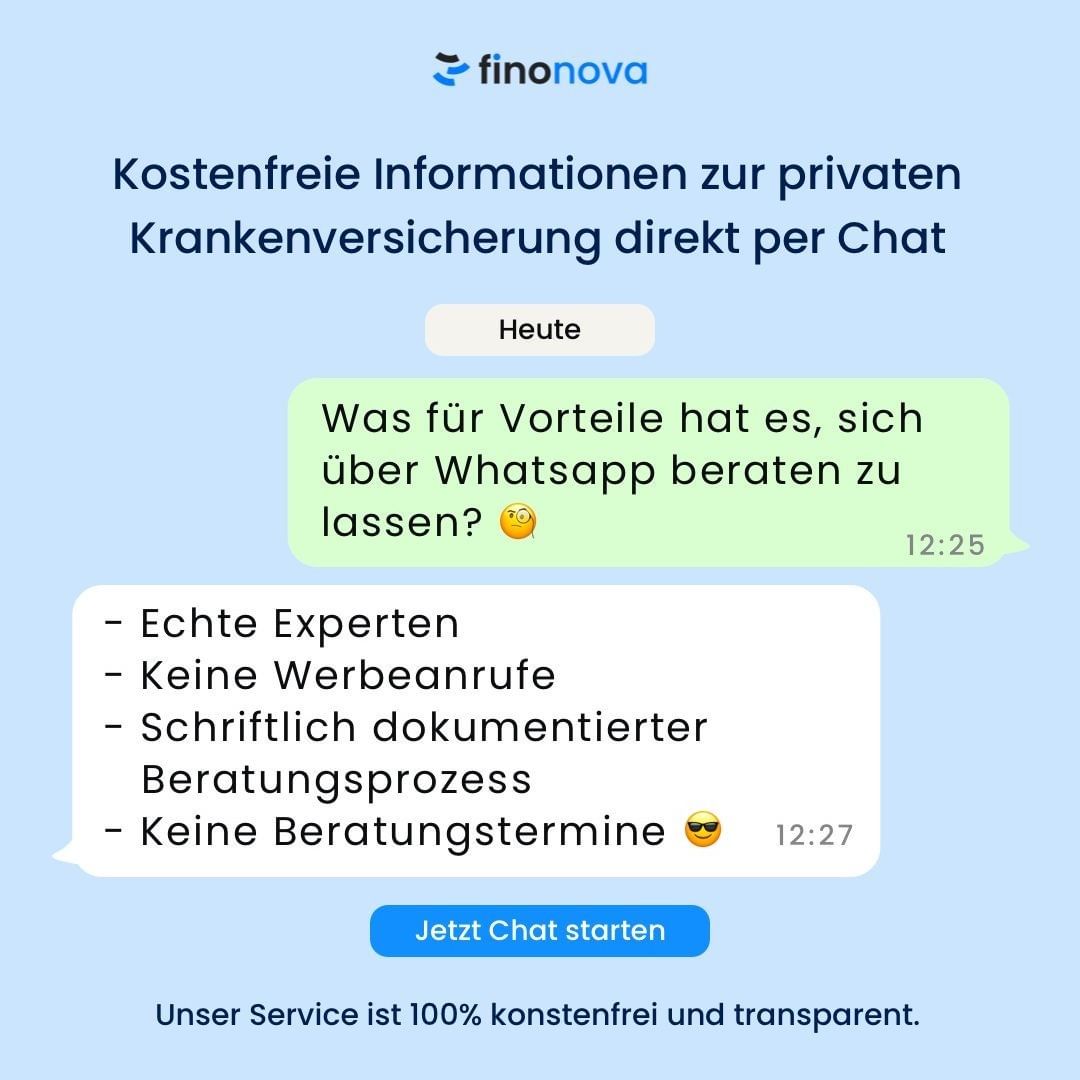 finonova
Kostenfreie Informationen zur privaten
Krankenversicherung direkt per Chat
Heute
Was für Vorteile hat es, sich
über Whatsapp beraten zu
lassen? 🧐
12:25
- Echte Experten
- Keine Werbeanrufe
- Schriftlich dokumentierter
Beratungsprozess
- Keine Beratungstermine 😎
12:27
Jetzt Chat starten
Unser Service ist 100% konstenfrei und transparent.